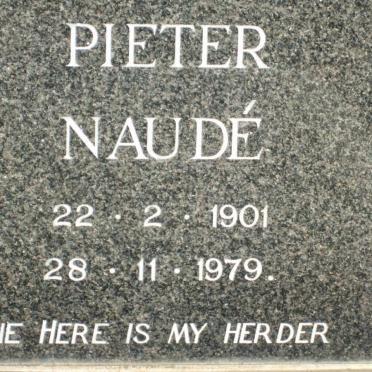 PIETER
NAUDÉ
22 · 2 · 1901
28 · 11 · 1979.
HERE IS MY HERDER